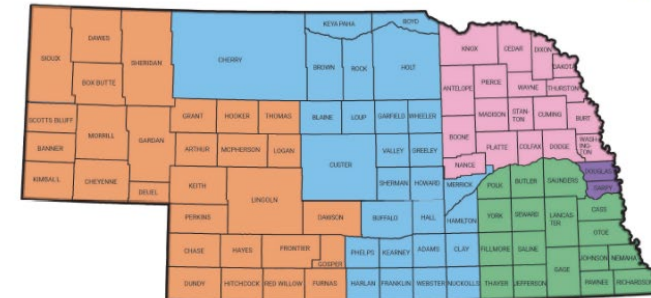 KEYA PAHA
BOYD
DAWES
SIOUX
SHERIDAN
CHERRY
KNOX
CEDAR
DIXON
DAKOTA
BROWN
ROCK
HOLT
BOX BUTTE
ANTELOPE
PIERCE
WAYNE
THURSTON
SCOTTS BLUFF
MORRILL
GARDAN
GRANT
HOOKER
THOMAS
BLAINE
LOUP
GARFIELD
WHEELER
MADISON
STAN-
TON
CUMING
BURT
BANNER
ARTHUR
MCPHERSON
LOGAN
CUSTER
VALLEY
GREELEY
BOONE
PLATTE
COLFAX
DODGE
WASH-
ING-
TON
KIMBALL
CHEYENNE
DEUEL
KEITH
LINCOLN
SHERMAN
HOWARD
NANCE
MERRICK
POLK
BUTLER
SAUNDERS
DOUGLAS
SARPY
PERKINS
DAWSON
BUFFALO
HALL
HAMILTON
YORK
SEWARD
LANCAS-
TER
CASS
OTOE
CHASE
HAYES
FRONTIER
GOSPER
PHELPS
KEARNEY
ADAMS
CLAY
FILLMORE
SALINE
GAGE
JOHNSON
NEMAHA
DUNDY
HITCHCOCK
RED WILLOW
FURNAS
HARLAN
FRANKLIN
WEBSTER
NUCKOLLS
THAYER
JEFFERSON
PAWNEE
RICHARDSON